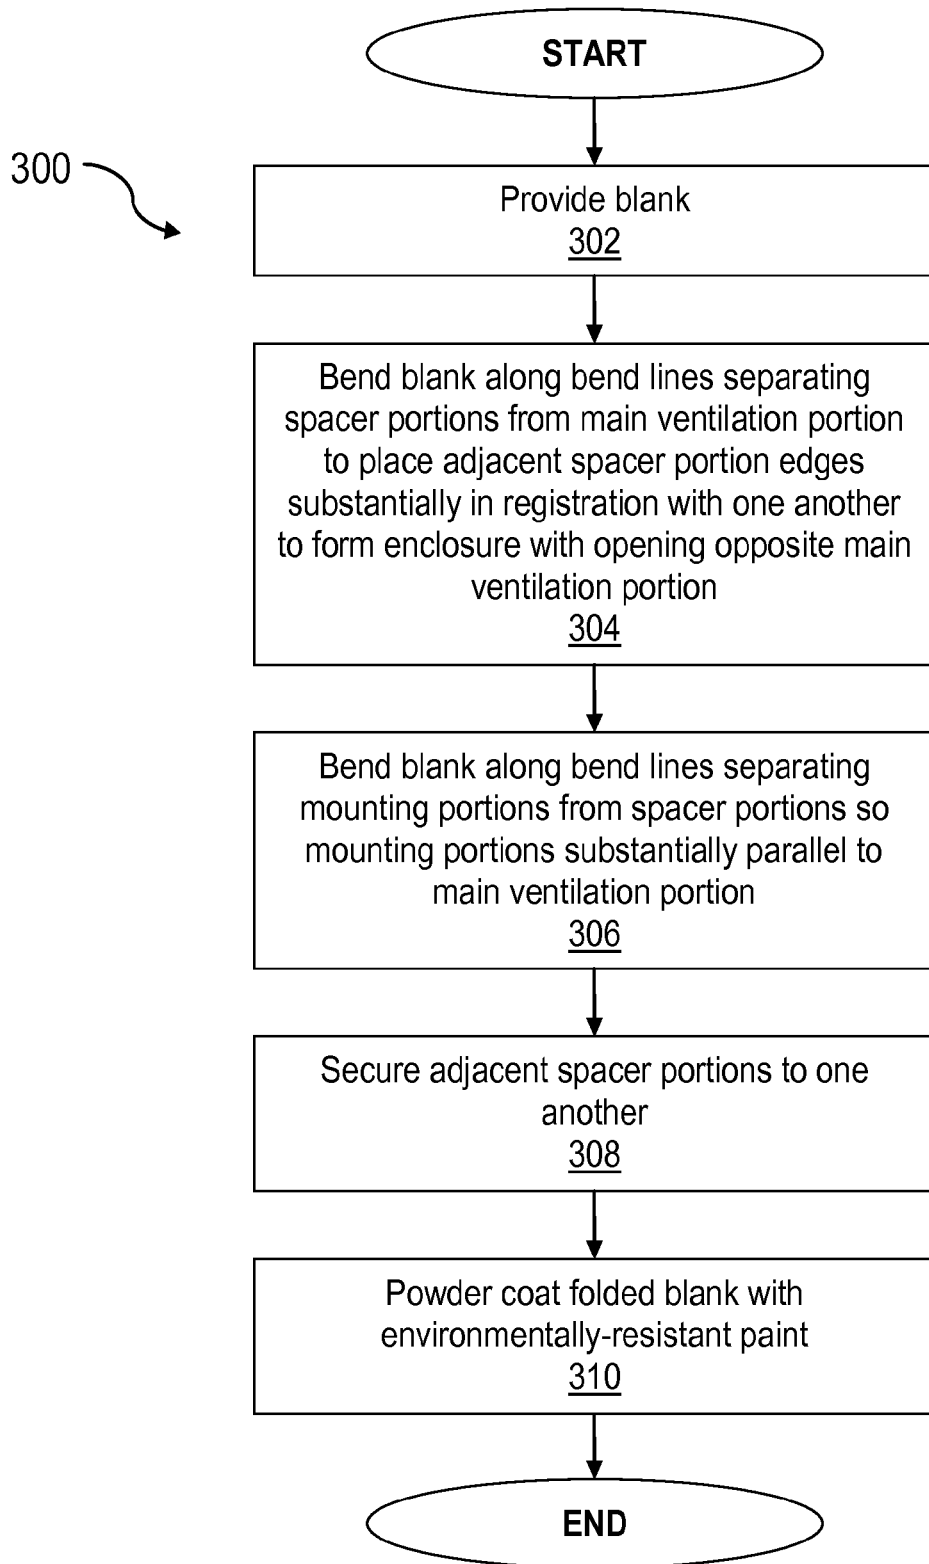 START
300
Provide blank
302
Bend blank along bend lines separating
spacer portions from main ventilation portion
to place adjacent spacer portion edges
substantially in registration with one another
to form enclosure with opening opposite main
ventilation portion
304
Bend blank along bend lines separating
mounting portions from spacer portions so
mounting portions substantially parallel to
main ventilation portion
306
Secure adjacent spacer portions to one
another
308
Powder coat folded blank with
environmentally-resistant paint
310
END